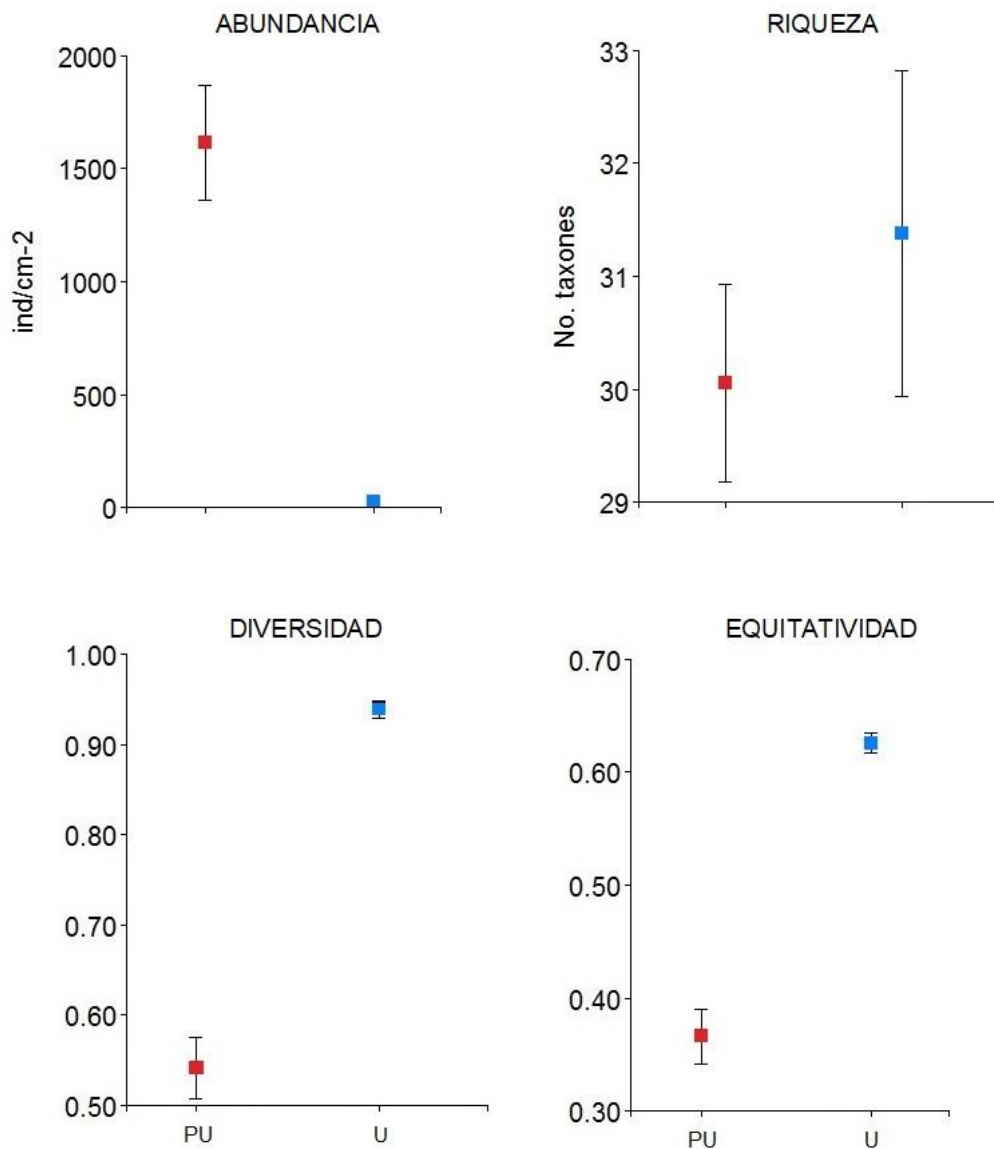 ABUNDANCIA
2000
1500
1000
500
0
ind/cm-2
RIQUEZA
33
32
31
30
29
No. taxones
DIVERSIDAD
1.00
0.90
0.80
0.70
0.60
0.50
PU U
EQUITATIVIDAD
0.70
0.60
0.50
0.40
0.30
PU U